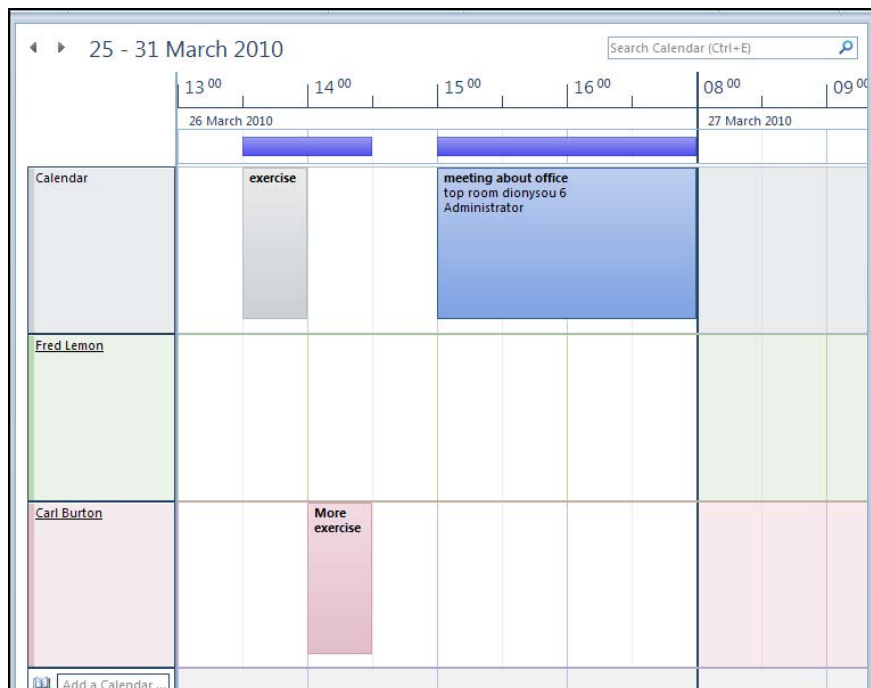 25 - 31 March 2010
Search Calendar (Ctrl+E)
13 00 14 00 15 00 16 00 08 00 09 00
26 March 2010 27 March 2010
Calendar
exercise
meeting about office
top room dionysou 6
Administrator
Fred Lemon
Carl Burton
More
exercise
Add a Calendar ...